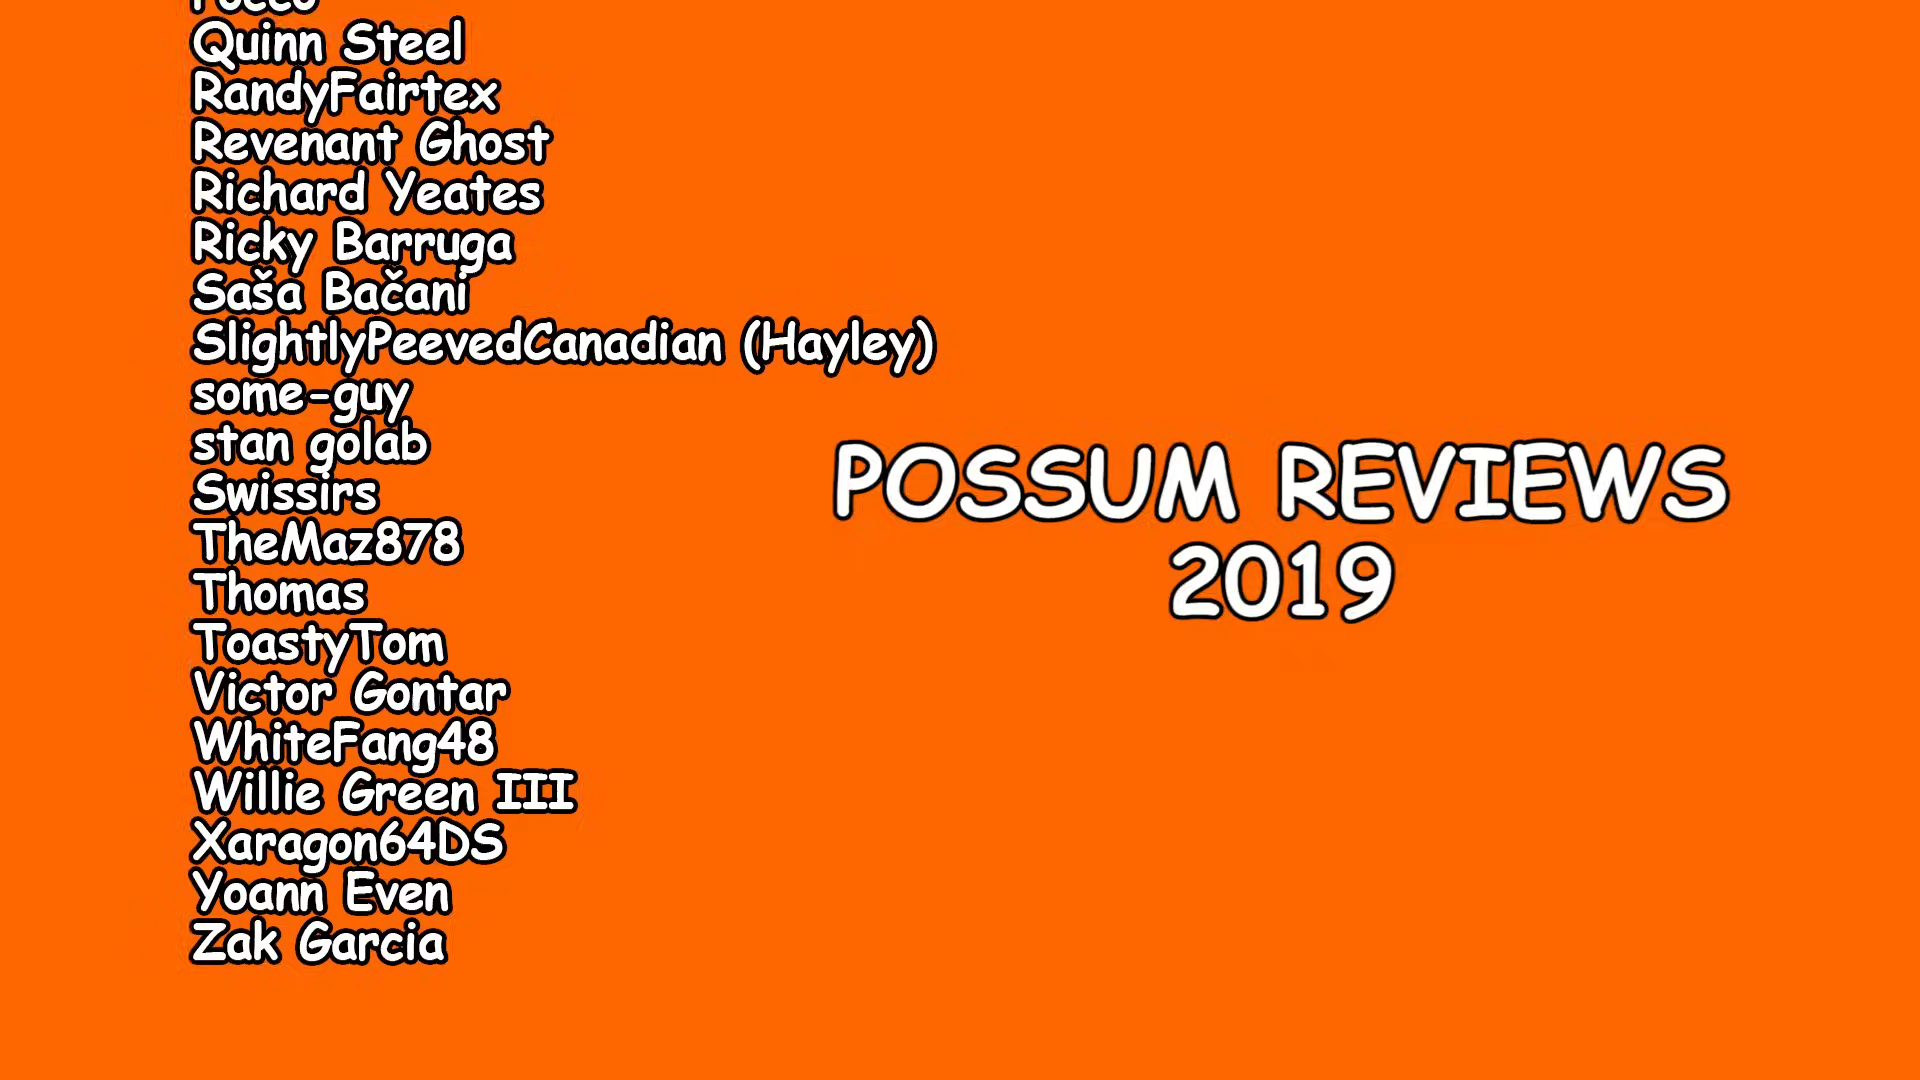 Quinn Steel
RandyFairtex
Revenant Ghost
Richard Yeates
Ricky Barruga
Saša Bačani
SlightlyPeevedCanadian (Hayley)
some-guy
stan golab
Swissirs
TheMaz878
Thomas
ToastyTom
Victor Gontar
WhiteFang48
Willie Green III
Xaragon64DS
Yoann Even
Zak Garcia
POSSUM REVIEWS
2019